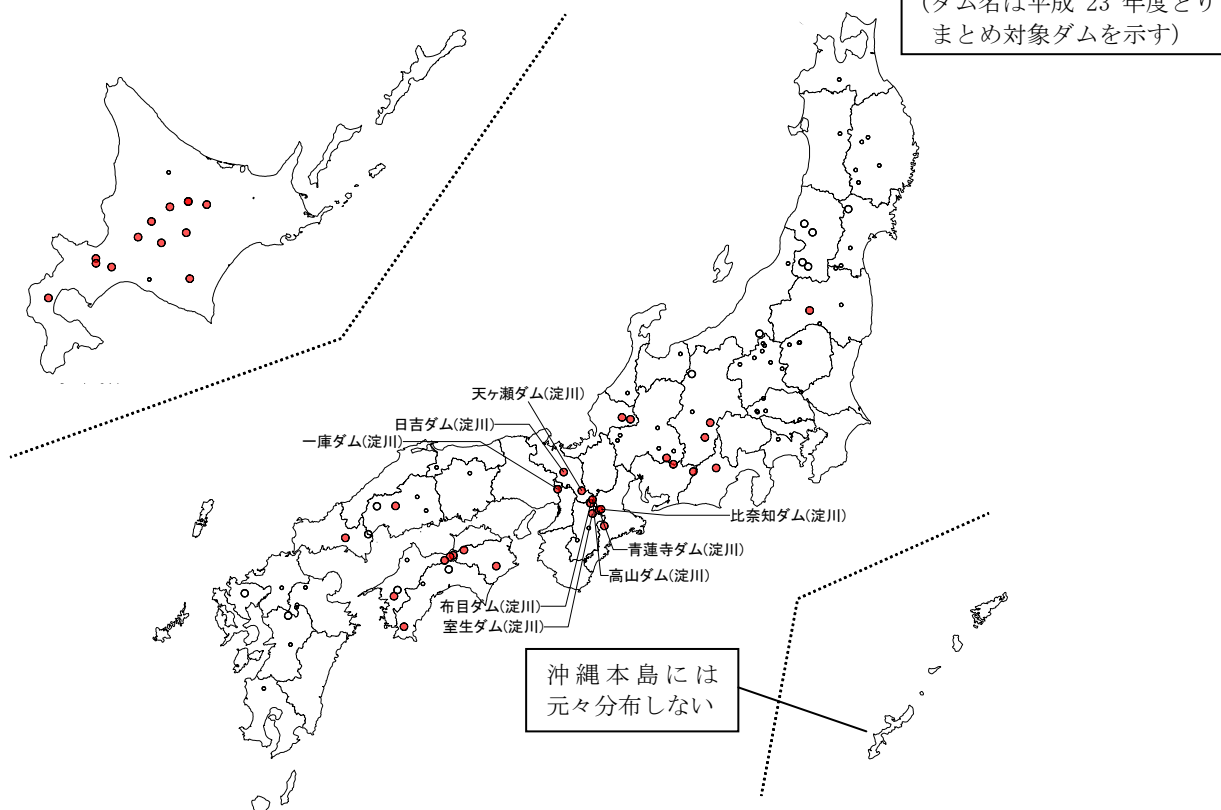 (ダム名は平成 23 年度とり
まとめ対象ダムを示す)
天ヶ瀬ダム(淀川)
日吉ダム(淀川)
一庫ダム(淀川)
比奈知ダム(淀川)
青蓮寺ダム(淀川)
高山ダム(淀川)
布目ダム(淀川)
室生ダム(淀川)
沖縄本島には
元々分布しない